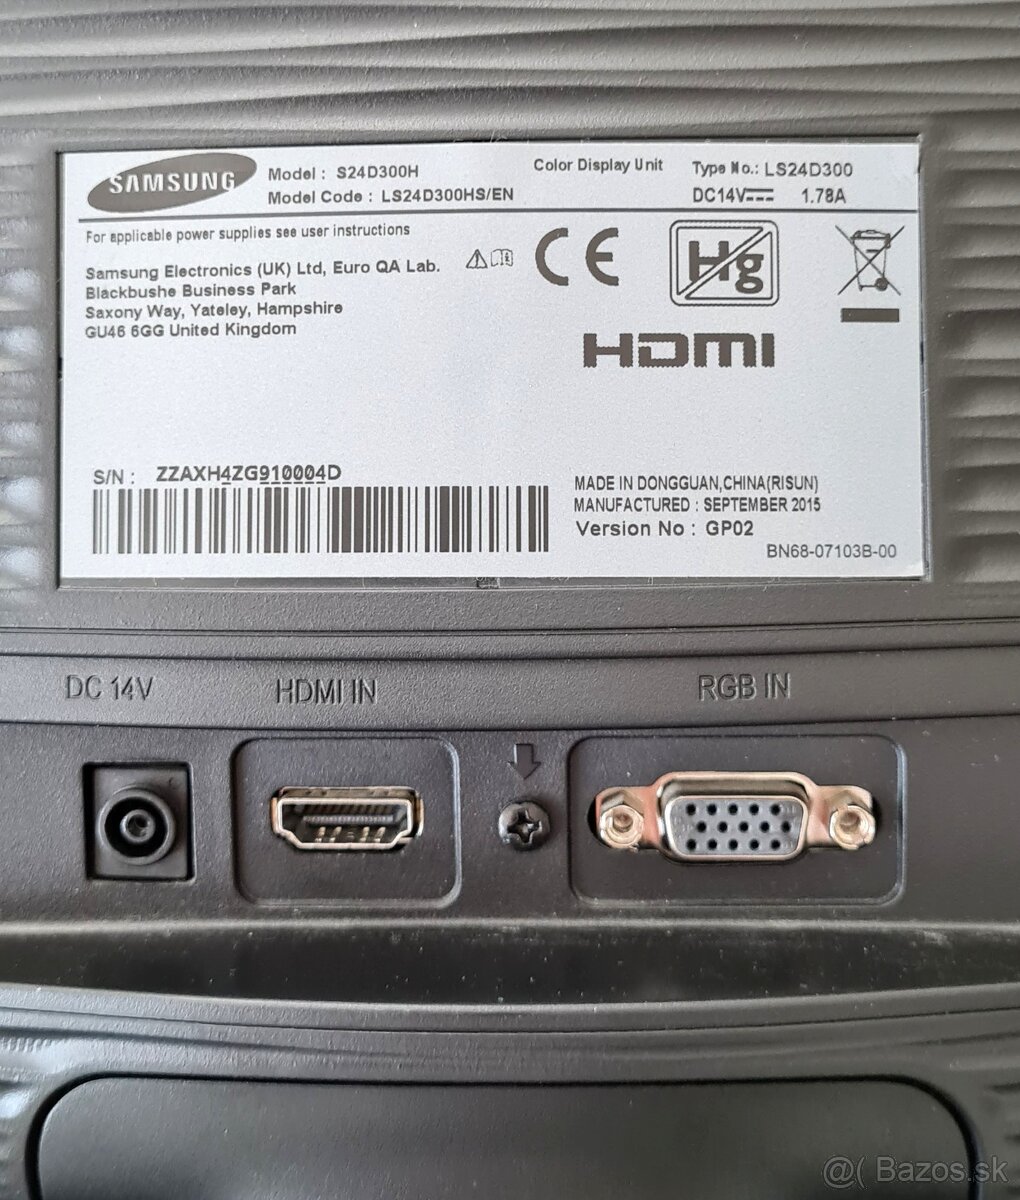 SAMSUNG
Model : S24D300H
Model Code : LS24D300HS/EN
Color Display Unit
Type No.: LS24D300
DC14V⎓ 1.78A
For applicable power supplies see user instructions
Samsung Electronics (UK) Ltd, Euro QA Lab.
Blackbushe Business Park
Saxony Way, Yateley, Hampshire
GU46 6GG United Kingdom
CE
Hg
HDMI
S/N : ZZAXH4ZG910004D
MADE IN DONGGUAN,CHINA(RISUN)
MANUFACTURED : SEPTEMBER 2015
Version No : GP02
BN68-07103B-00
DC 14V
HDMI IN
RGB IN
@( Bazos.sk